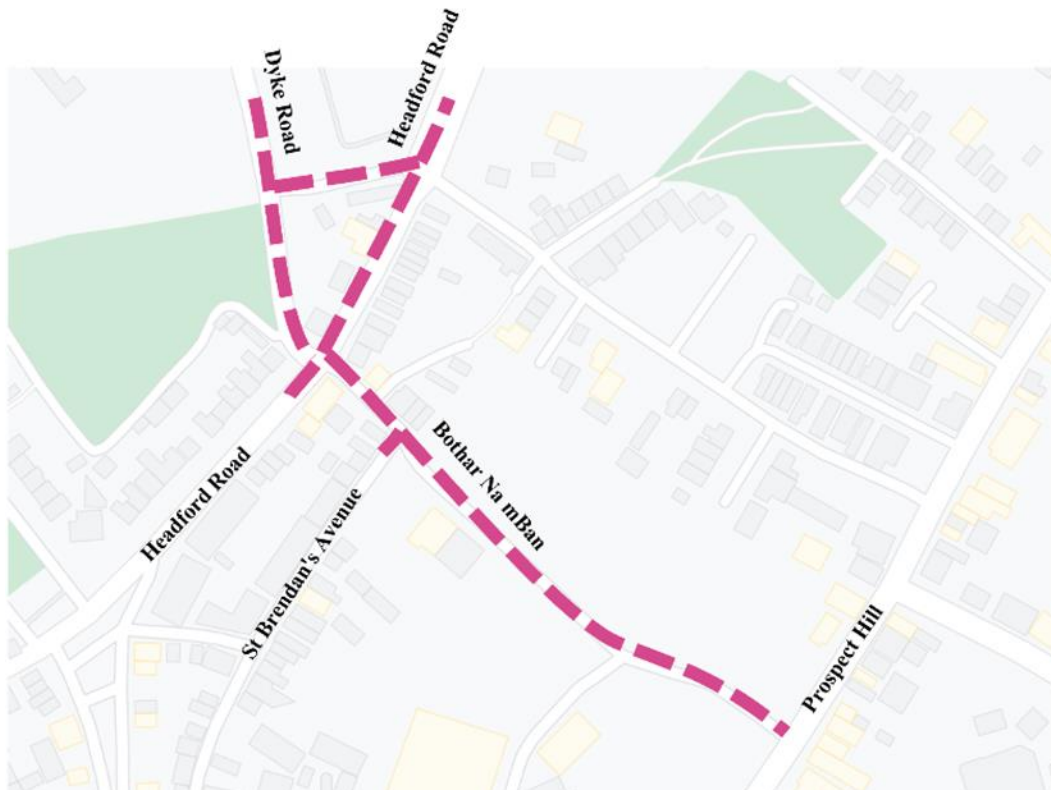 Dyke Road
Headford Road
Headford Road
Bothar Na mBan
St Brendan's Avenue
Prospect Hill